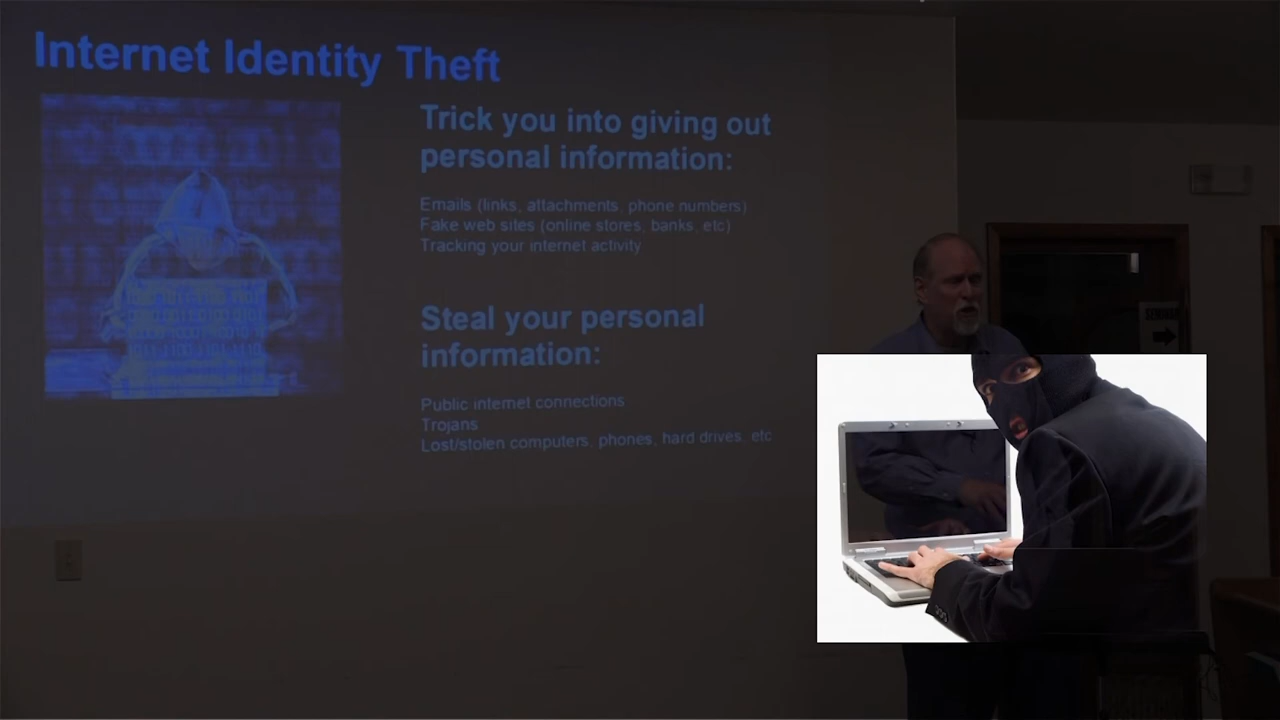 Internet Identity Theft
Trick you into giving out
personal information:
Emails (links, attachments, phone numbers)
Fake web sites (online stores, banks, etc)
Tracking your internet activity
Steal your personal
information:
Public internet connections
Trojans
Lost/stolen computers, phones, hard drives, etc